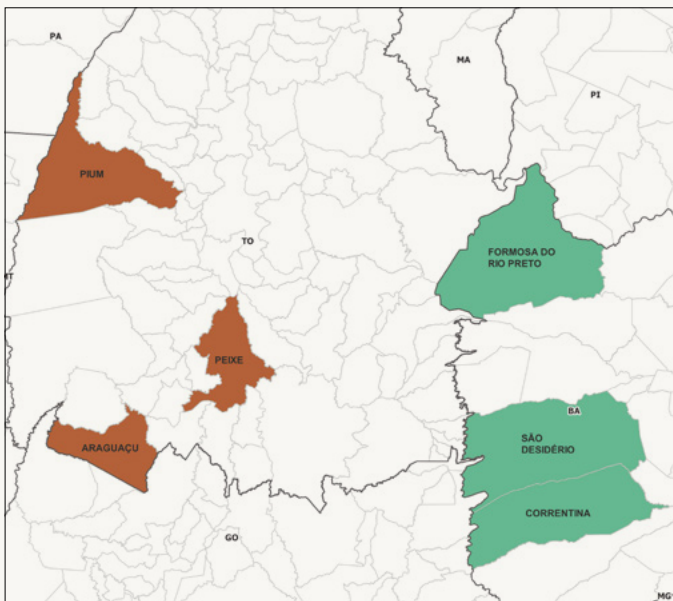 PA
MA
PI
PIUM
TO
FORMOSA DO
RIO PRETO
MT
PEIXE
BA
SÃO
DESIDÉRIO
ARAGUAÇU
CORRENTINA
GO
MG